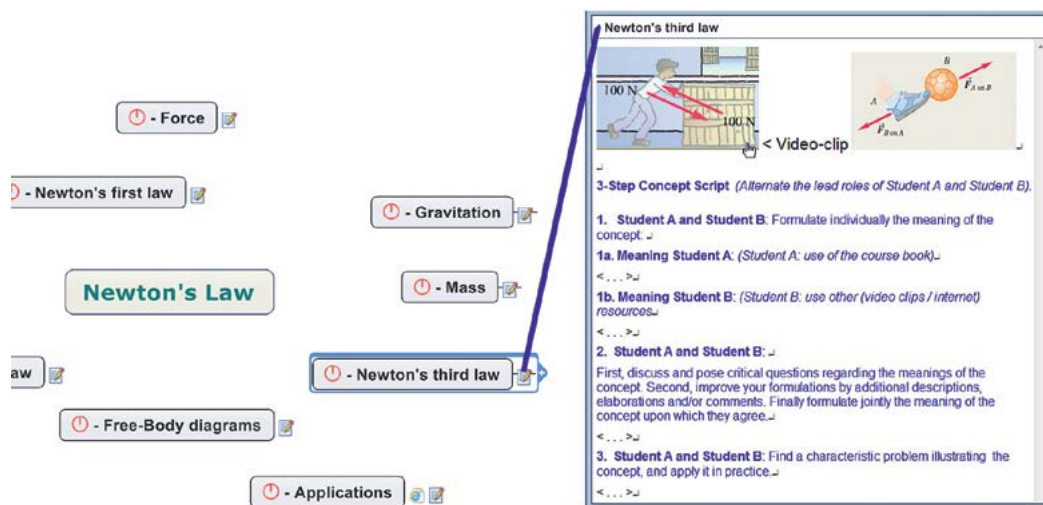 - Force
- Newton's first law
- Gravitation
Newton's Law
- Mass
- Newton's third law
aw
- Free-Body diagrams
- Applications
Newton's third law
100 N
100 N
B
A
F A on B
F B on A
< Video-clip
3-Step Concept Script (Alternate the lead roles of Student A and Student B).
1. Student A and Student B: Formulate individually the meaning of the
concept:
1a. Meaning Student A: (Student A: use of the course book)
< . . . >
1b. Meaning Student B: (Student B: use other (video clips / internet)
resources
< . . . >
2. Student A and Student B:
First, discuss and pose critical questions regarding the meanings of the
concept. Second, improve your formulations by additional descriptions,
elaborations and/or comments. Finally formulate jointly the meaning of the
concept upon which they agree.
< . . . >
3. Student A and Student B: Find a characteristic problem illustrating the
concept, and apply it in practice.
< . . . >